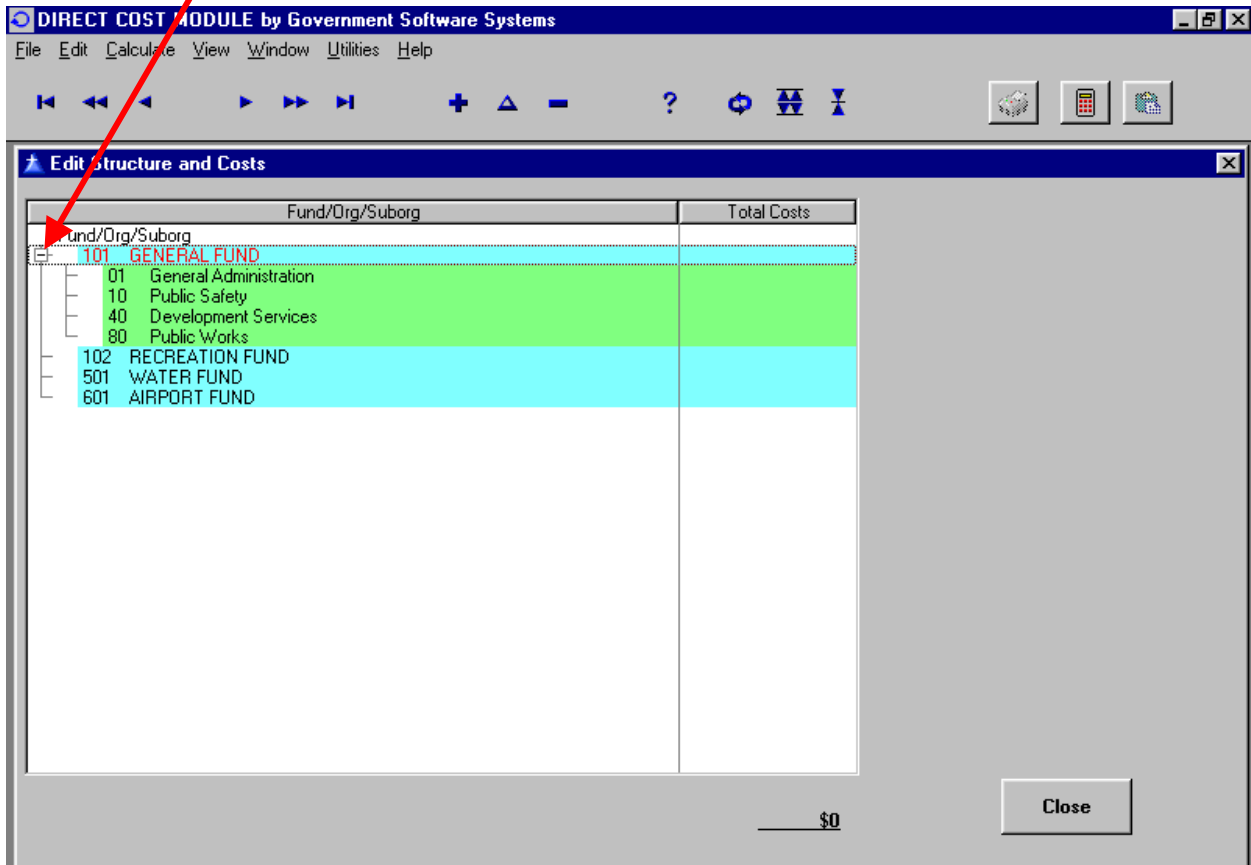 DIRECT COST MODULE by Government Software Systems
File Edit Calculate View Window Utilities Help
?
Edit Structure and Costs
Fund/Org/Suborg Total Costs
Fund/Org/Suborg
101 GENERAL FUND
01 General Administration
10 Public Safety
40 Development Services
80 Public Works
102 RECREATION FUND
501 WATER FUND
601 AIRPORT FUND
$0
Close